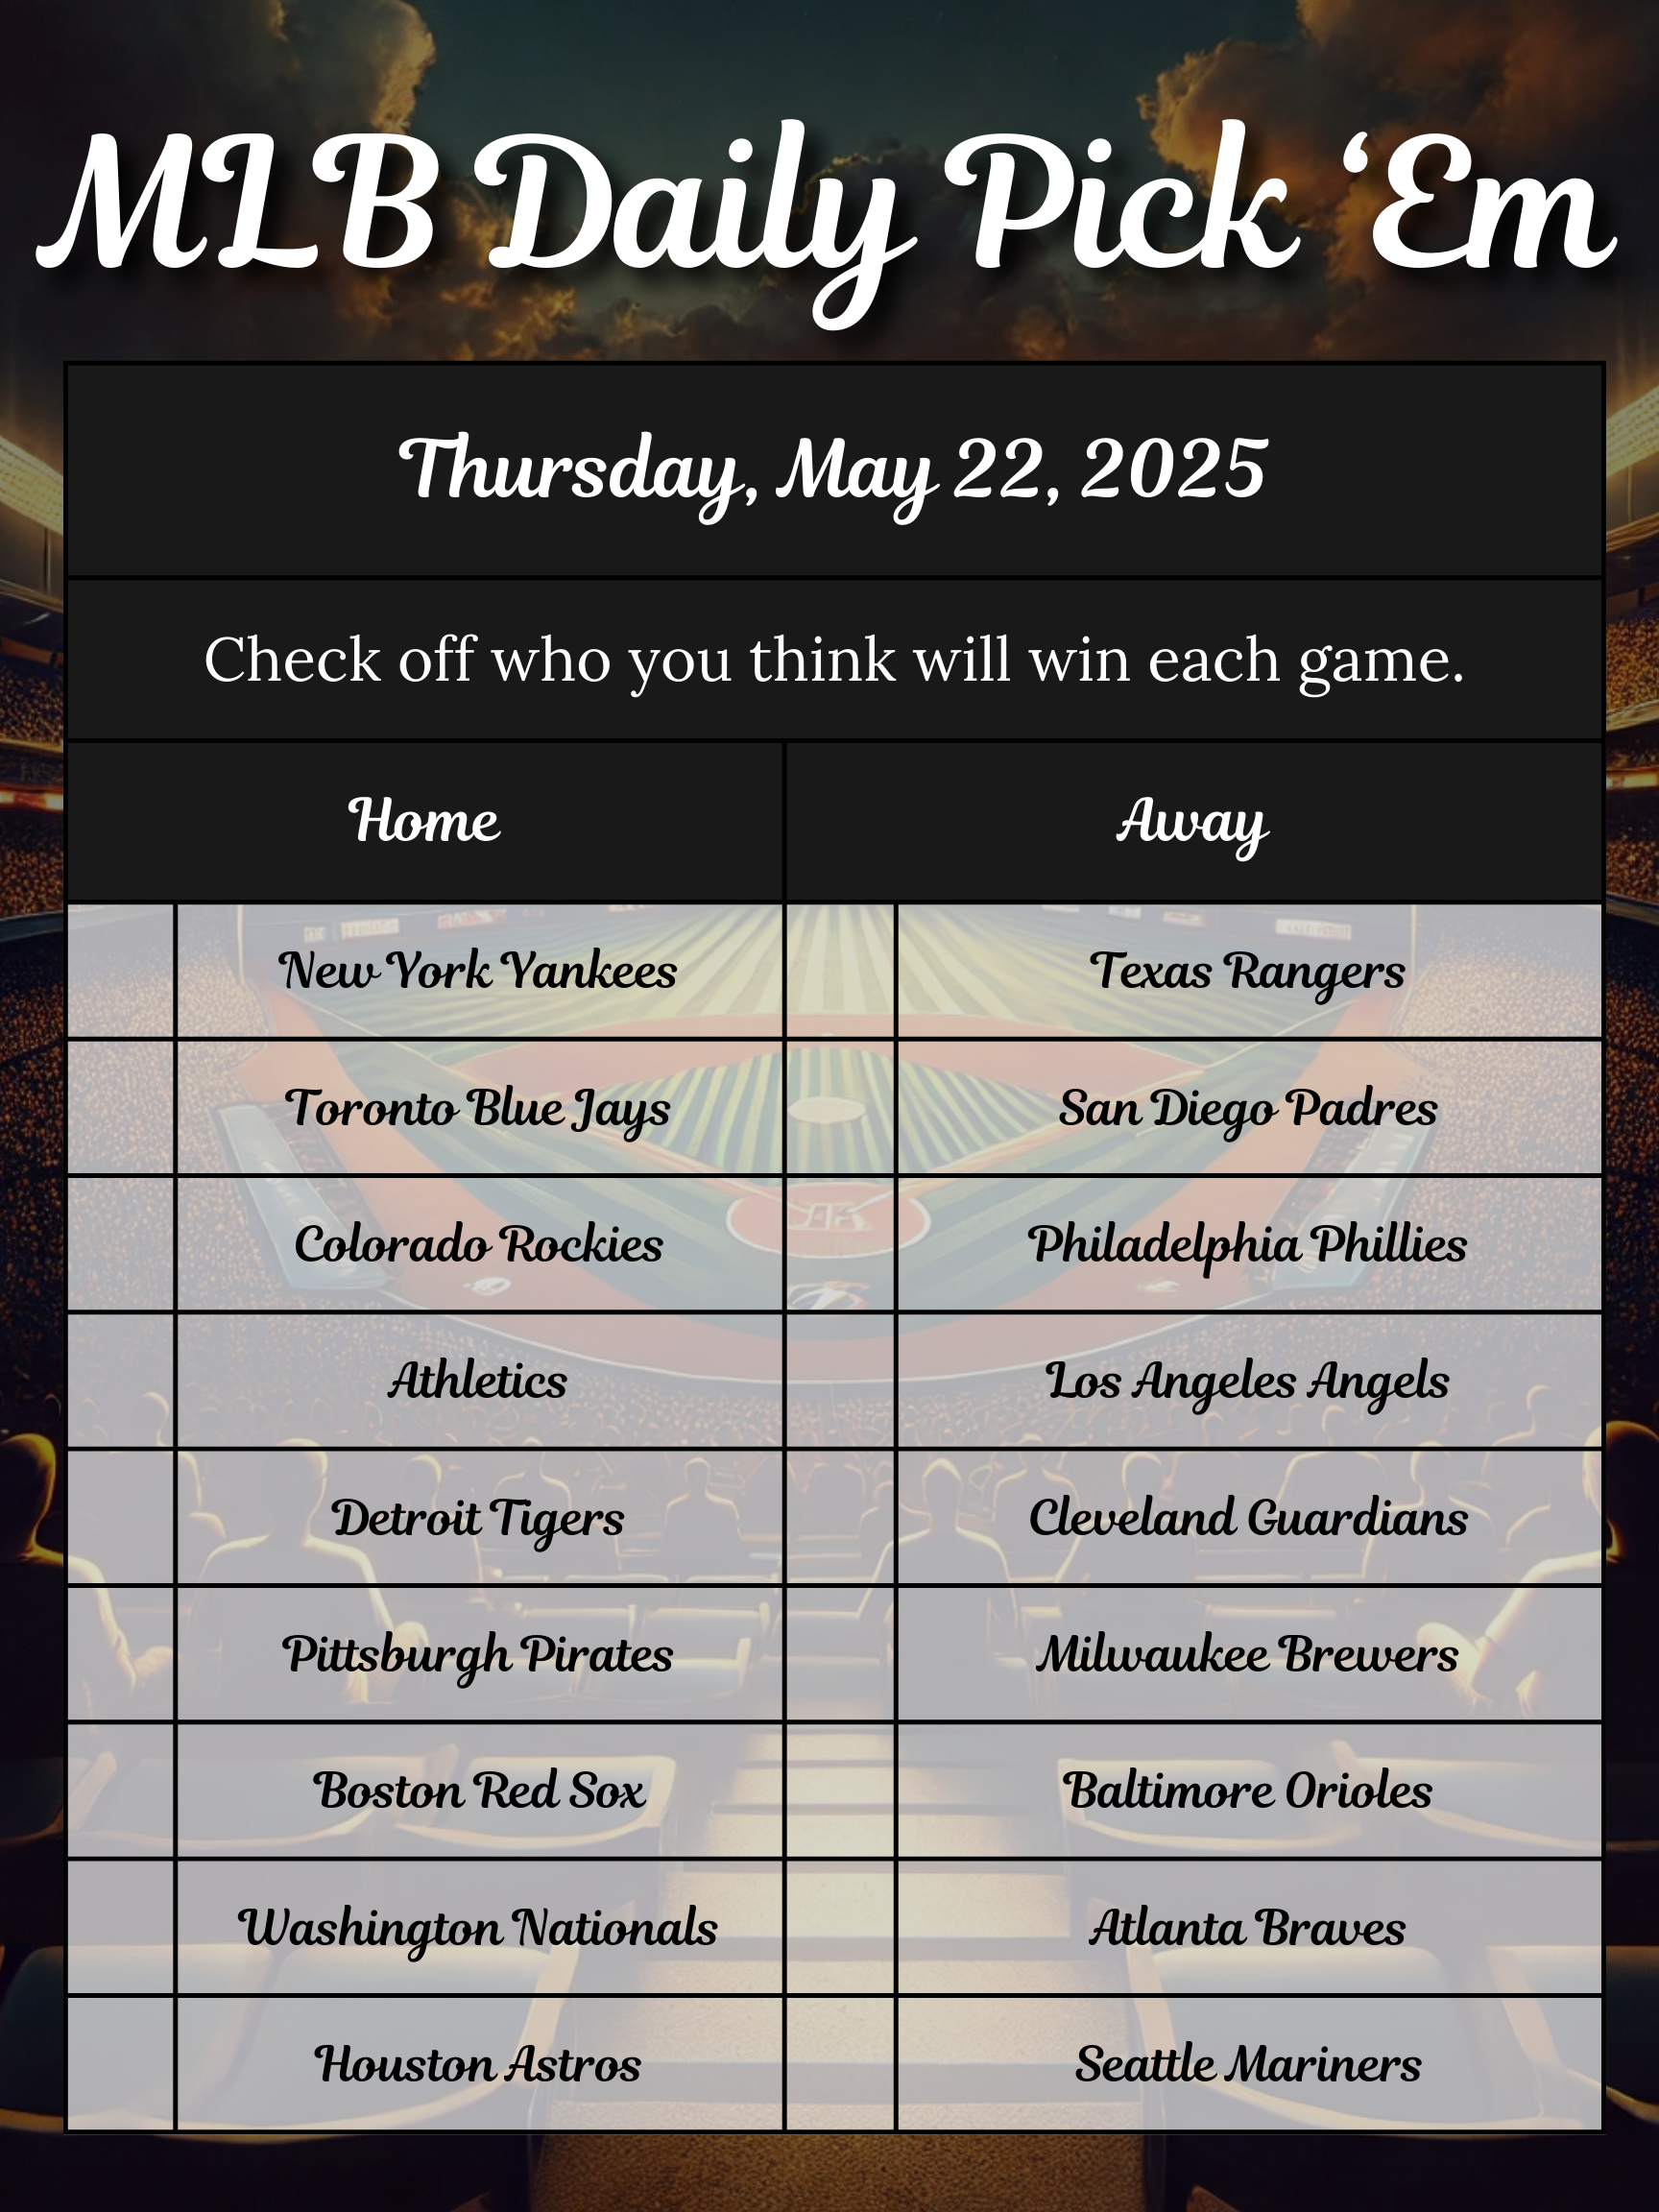 MLB Daily Pick ‘Em
Thursday, May 22, 2025
Check off who you think will win each game.
Home Away
New York Yankees Texas Rangers
Toronto Blue Jays San Diego Padres
Colorado Rockies Philadelphia Phillies
Athletics Los Angeles Angels
Detroit Tigers Cleveland Guardians
Pittsburgh Pirates Milwaukee Brewers
Boston Red Sox Baltimore Orioles
Washington Nationals Atlanta Braves
Houston Astros Seattle Mariners